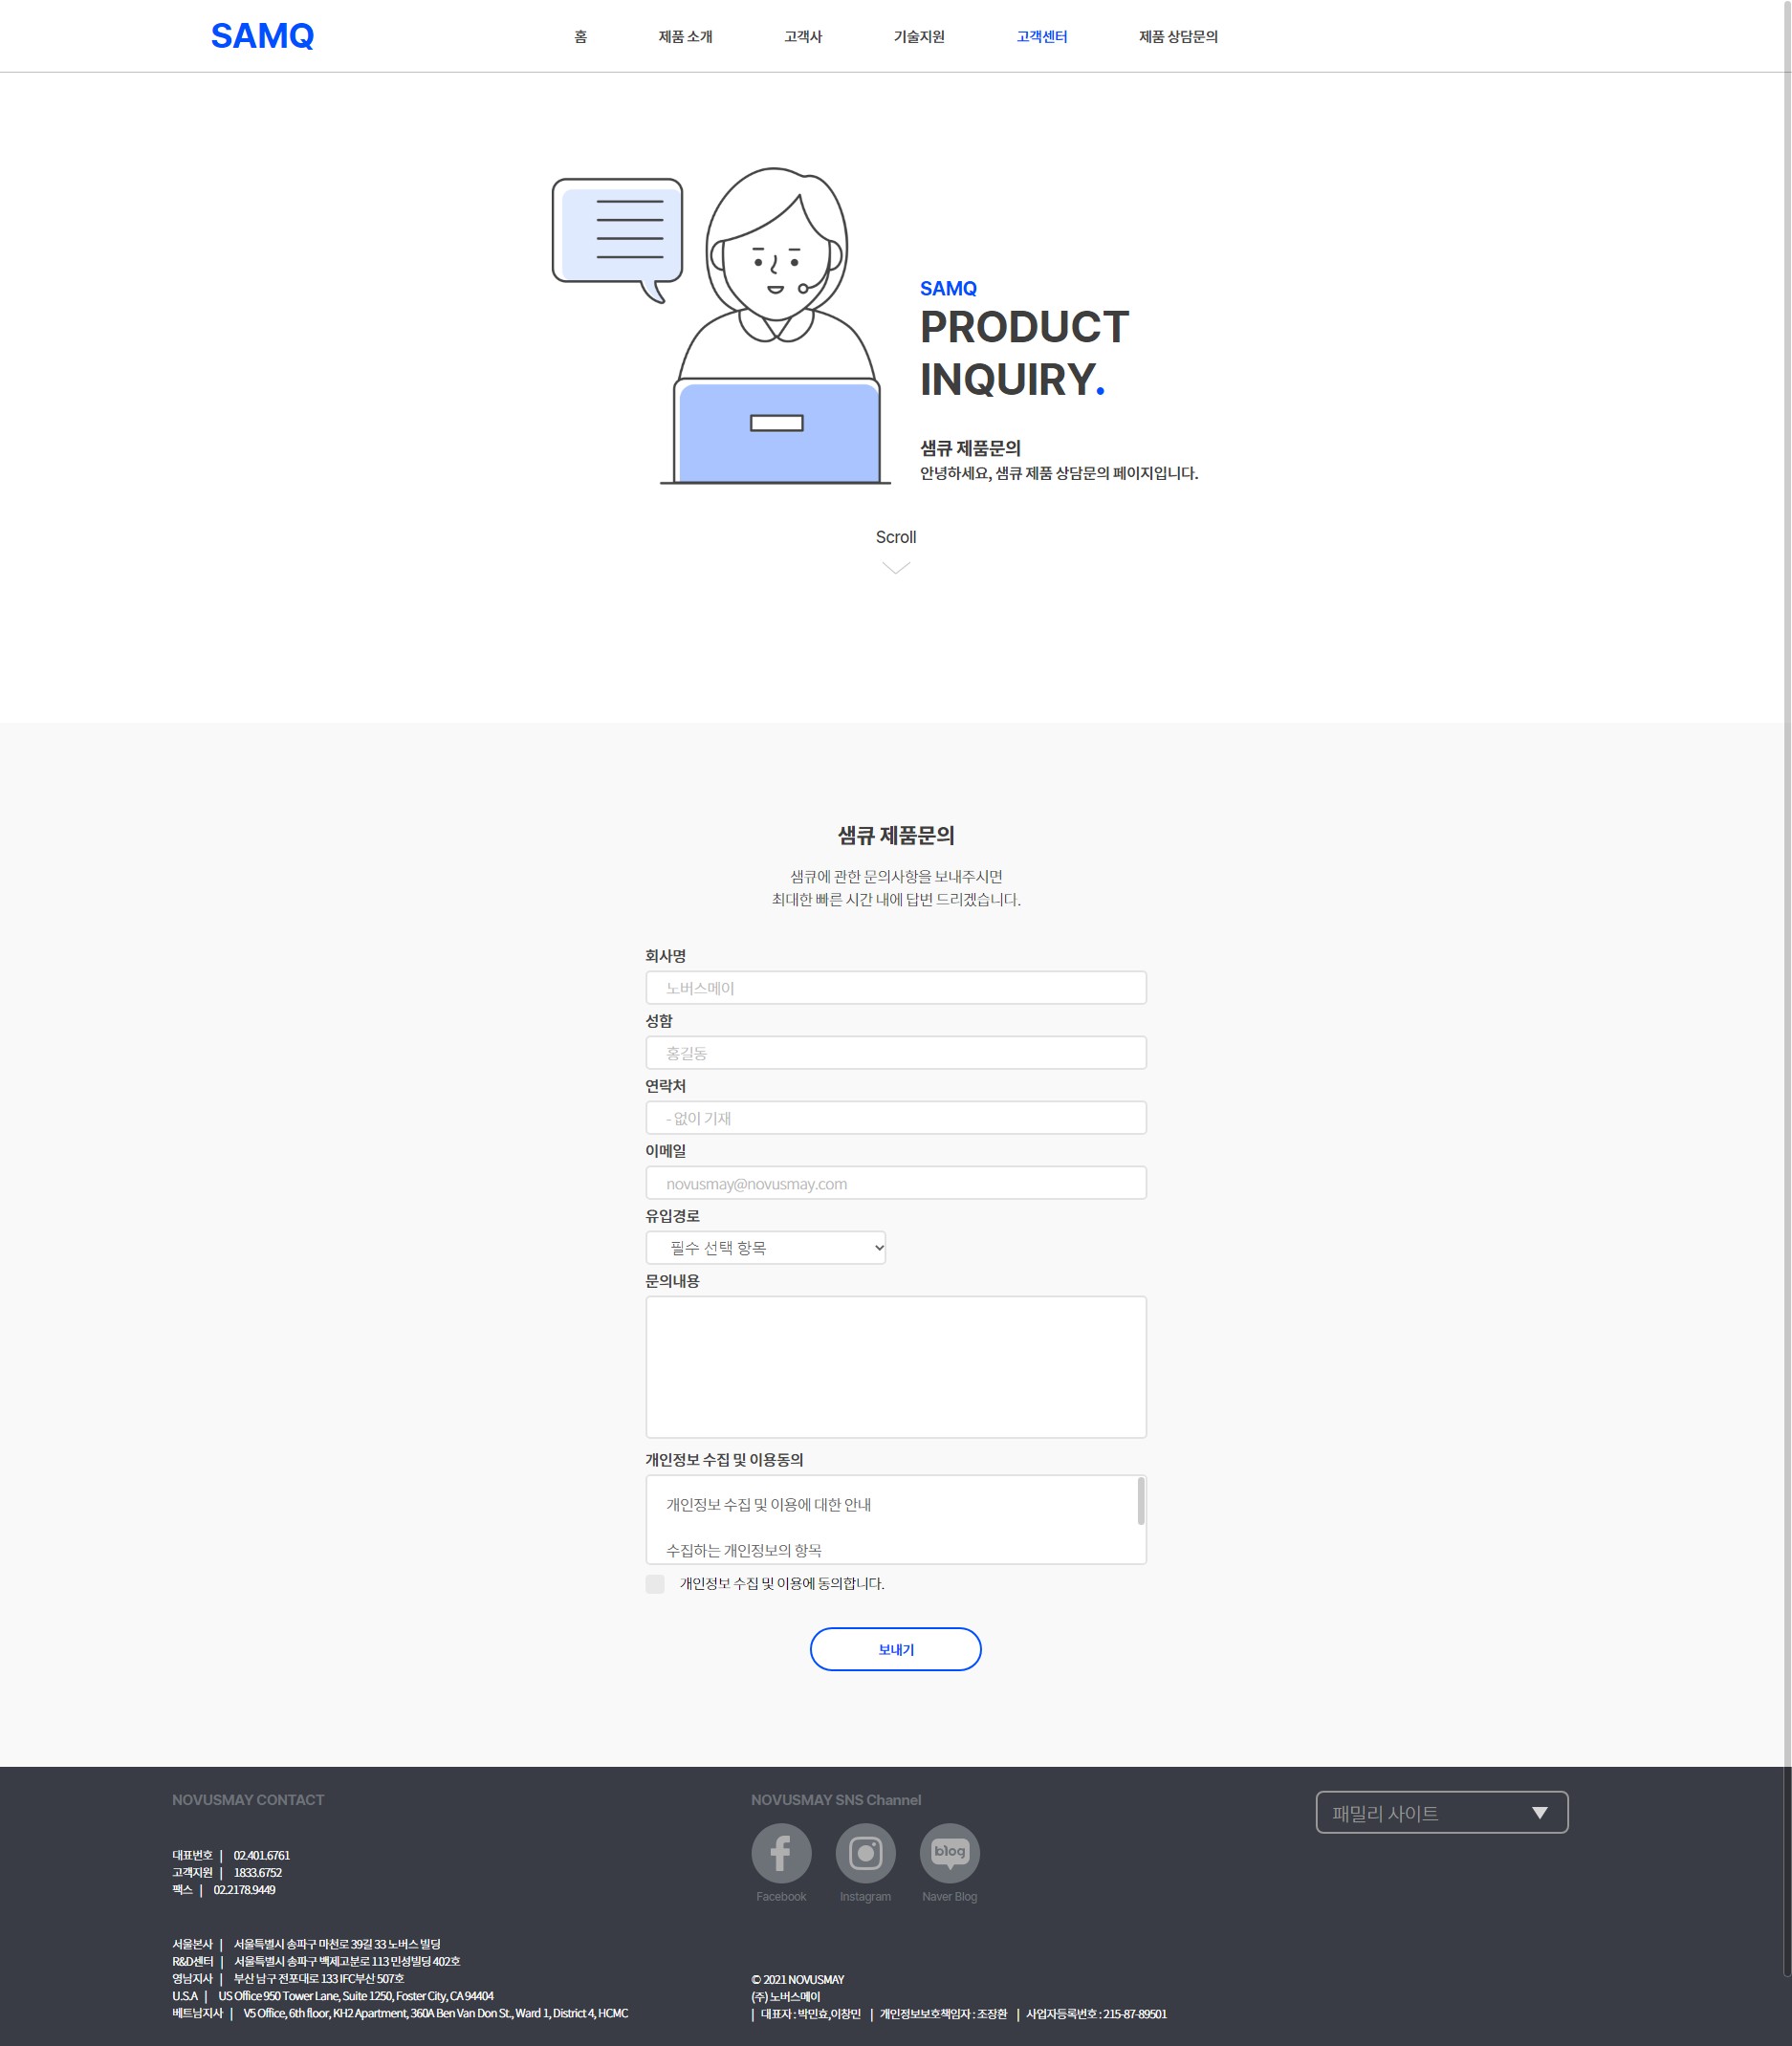 SAMQ
홈
제품 소개
고객사
기술지원
고객센터
제품 상담문의
SAMQ
PRODUCT
INQUIRY.
샘큐 제품문의
안녕하세요, 샘큐 제품 상담문의 페이지입니다.
Scroll
샘큐 제품문의
샘큐에 관한 문의사항을 보내주시면
최대한 빠른 시간 내에 답변 드리겠습니다.
회사명
노버스메이
성함
홍길동
연락처
- 없이 기재
이메일
novusmay@novusmay.com
유입경로
필수 선택 항목
문의내용
개인정보 수집 및 이용동의
개인정보 수집 및 이용에 대한 안내
수집하는 개인정보의 항목
개인정보 수집 및 이용에 동의합니다.
보내기
NOVUSMAY CONTACT
대표번호 | 02.401.6761
고객지원 | 1833.6752
팩스 | 02.2178.9449
서울본사 | 서울특별시 송파구 마천로 39길 33 노버스 빌딩
R&D센터 | 서울특별시 송파구 백제고분로 113 민성빌딩 402호
영남지사 | 부산 남구 전포대로 133 IFC부산 507호
U.S.A | US Office 950 Tower Lane, Suite 1250, Foster City, CA 94404
베트남지사 | V5 Office, 6th floor, KH2 Apartment, 360A Ben Van Don St., Ward 1, District 4, HCMC
NOVUSMAY SNS Channel
blog
Facebook
Instagram
Naver Blog
© 2021 NOVUSMAY
(주) 노버스메이
| 대표자 : 박민효,이창민 | 개인정보보호책임자 : 조장환 | 사업자등록번호 : 215-87-89501
패밀리 사이트